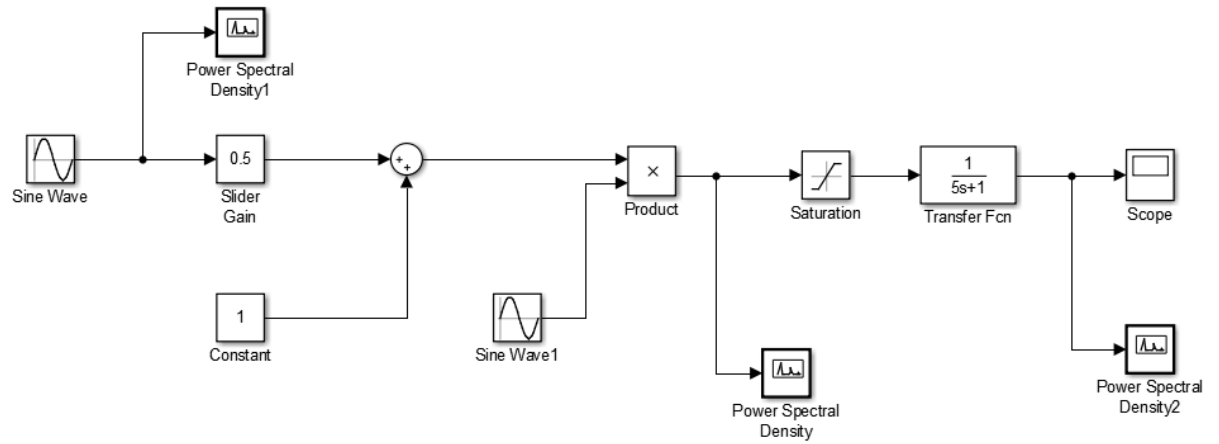 Power Spectral
Density1
Sine Wave
0.5
Slider
Gain
+
+
×
Product
Saturation
1
5s+1
Transfer Fcn
Scope
1
Constant
Sine Wave1
Power Spectral
Density
Power Spectral
Density2